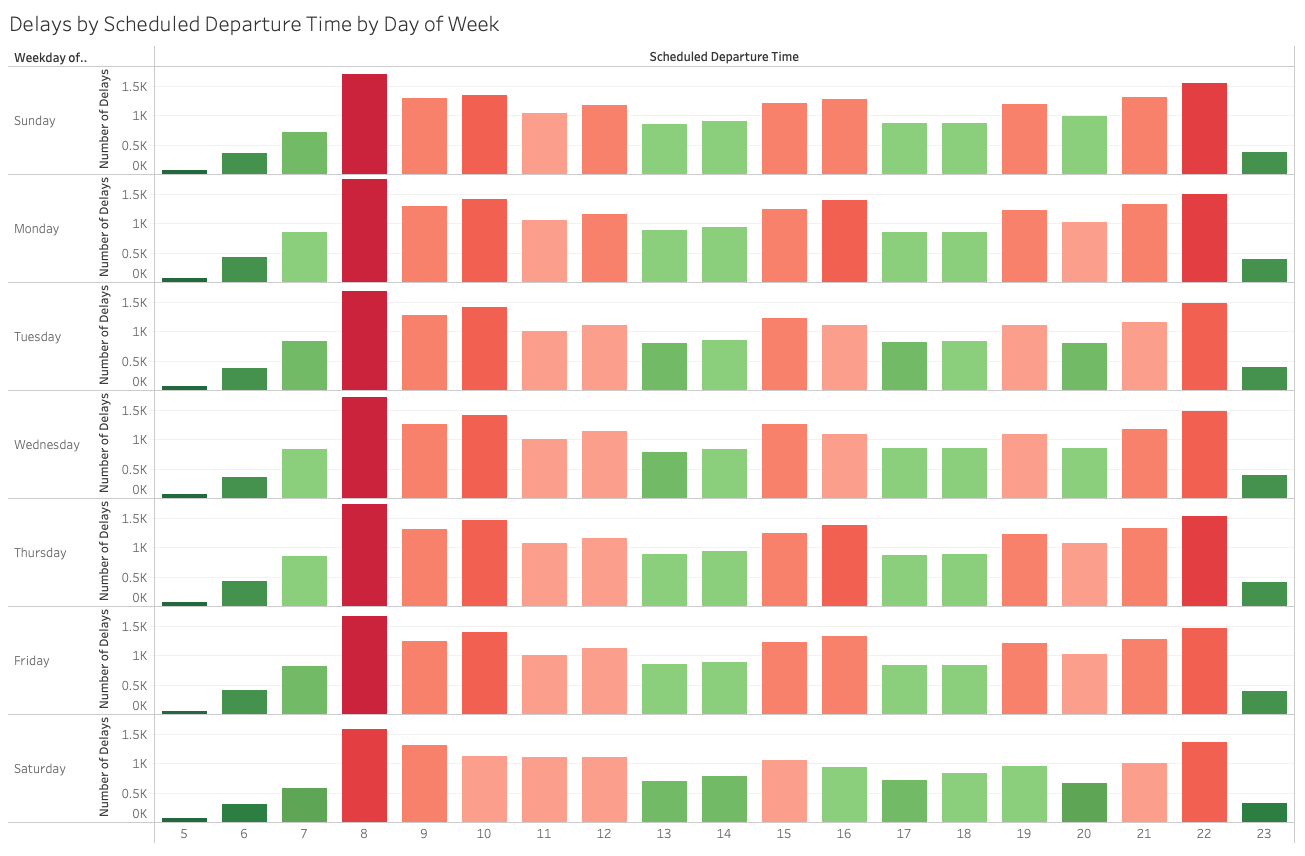 Delays by Scheduled Departure Time by Day of Week
Weekday of..
Scheduled Departure Time
Sunday
Number of Delays
1.5K
1K
0.5K
0K
Monday
Number of Delays
1.5K
1K
0.5K
0K
Tuesday
Number of Delays
1.5K
1K
0.5K
0K
Wednesday
Number of Delays
1.5K
1K
0.5K
0K
Thursday
Number of Delays
1.5K
1K
0.5K
0K
Friday
Number of Delays
1.5K
1K
0.5K
0K
Saturday
Number of Delays
1.5K
1K
0.5K
0K
5 6 7 8 9 10 11 12 13 14 15 16 17 18 19 20 21 22 23